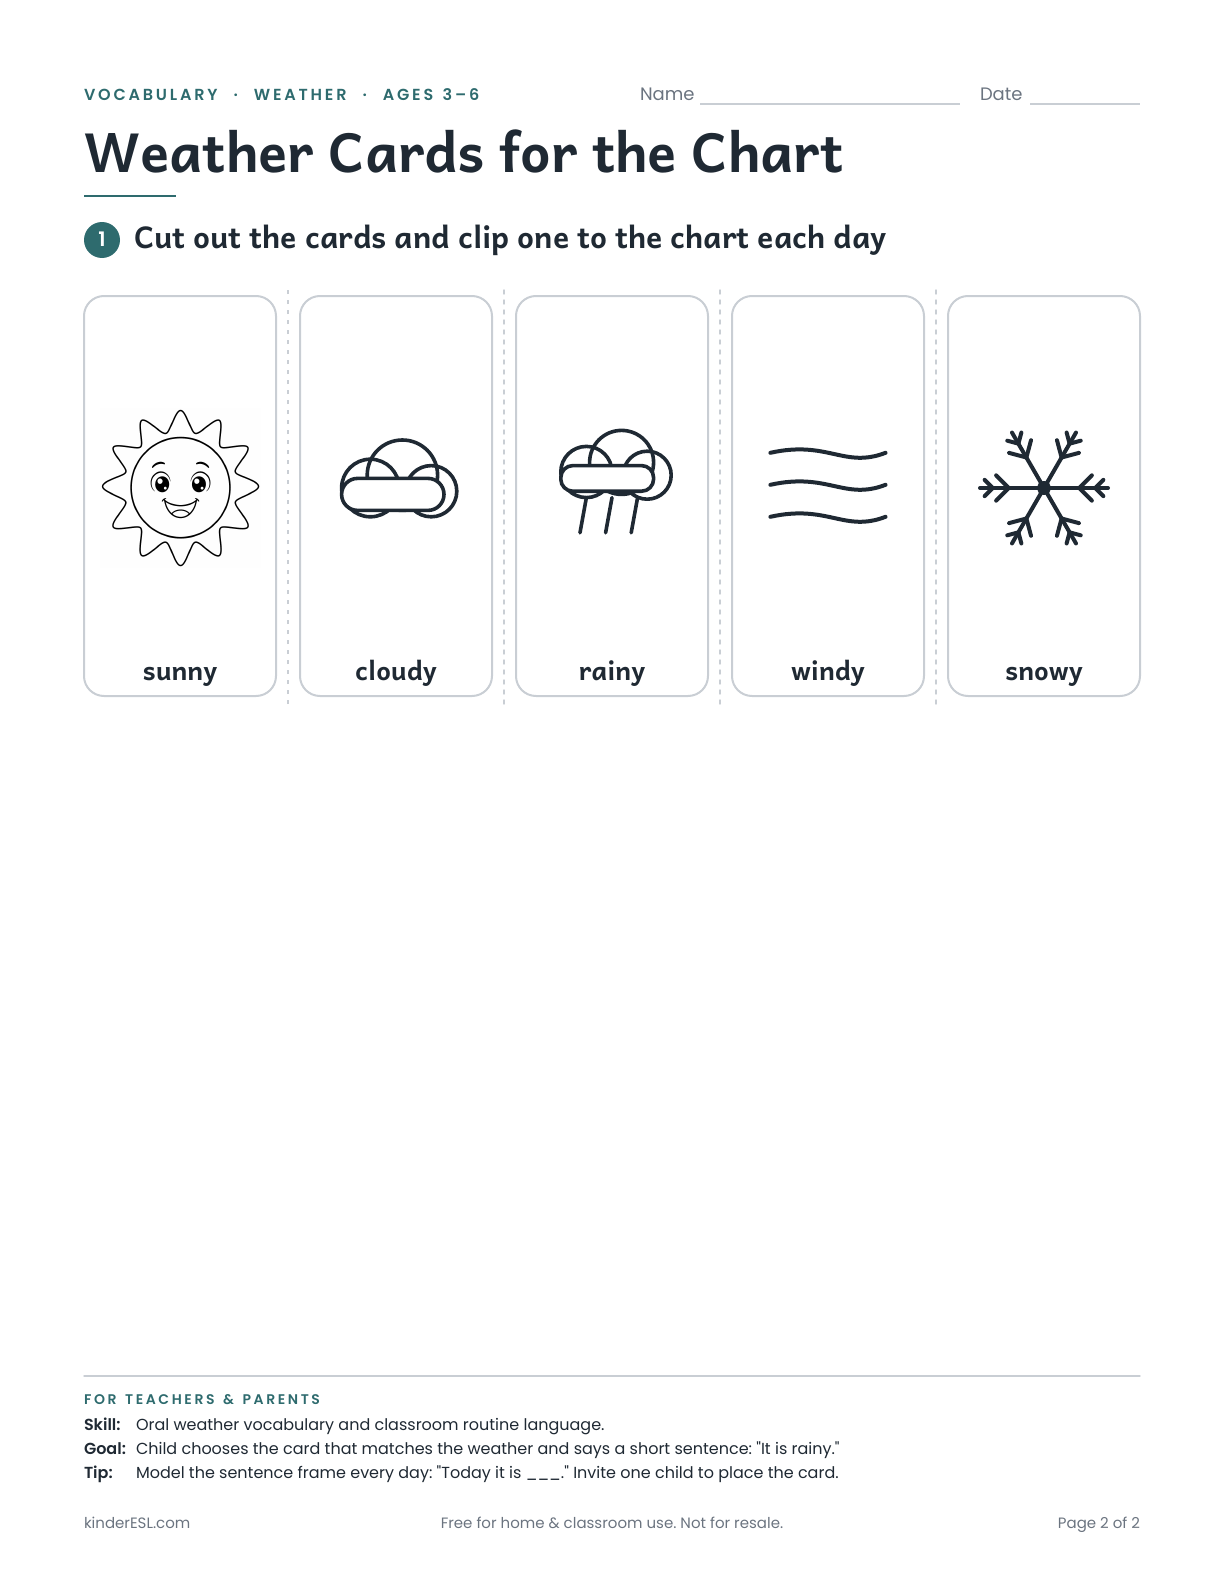 VOCABULARY · WEATHER · AGES 3–6
Name
Date
Weather Cards for the Chart
1 Cut out the cards and clip one to the chart each day
sunny
cloudy
rainy
windy
snowy
FOR TEACHERS & PARENTS
Skill: Oral weather vocabulary and classroom routine language.
Goal: Child chooses the card that matches the weather and says a short sentence: "It is rainy."
Tip: Model the sentence frame every day: "Today it is ___." Invite one child to place the card.
kinderESL.com
Free for home & classroom use. Not for resale.
Page 2 of 2